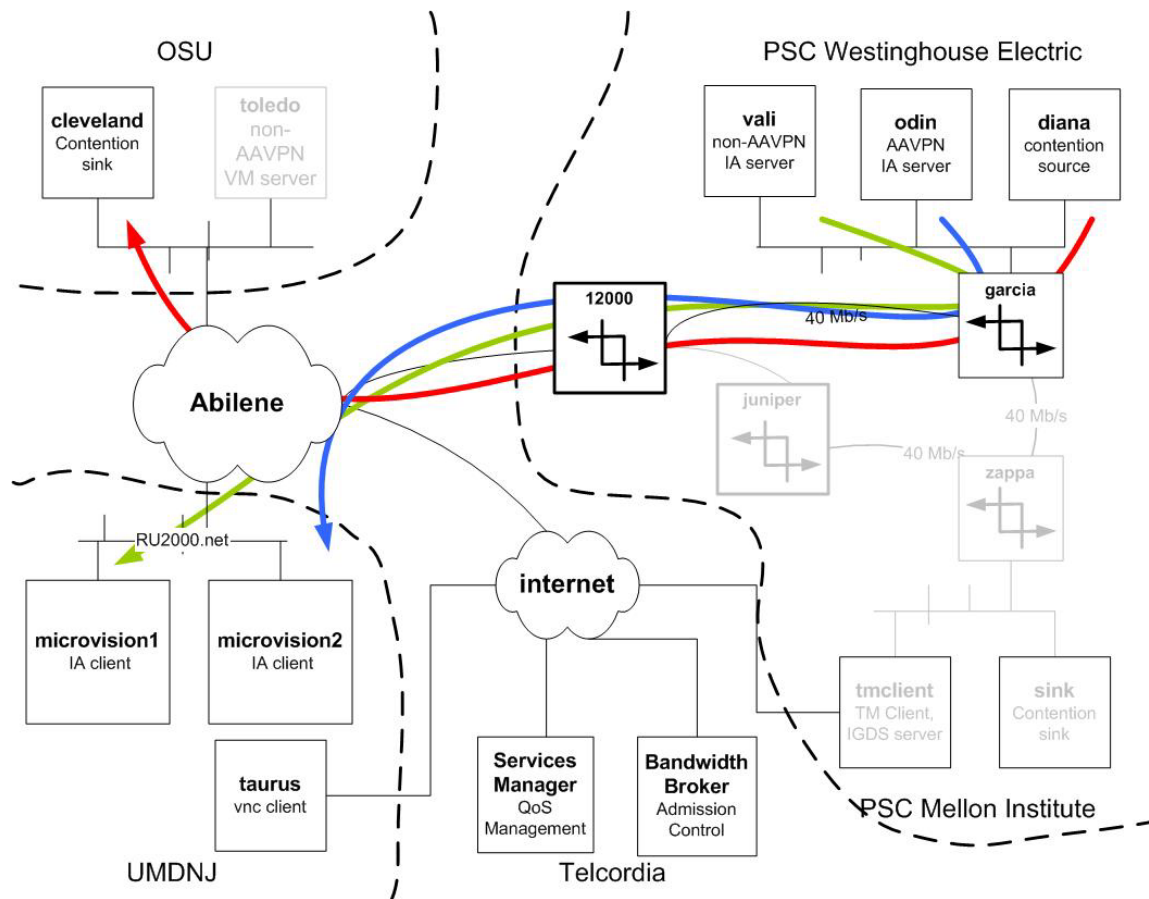 OSU
PSC Westinghouse Electric
cleveland
Contention
sink
toledo
non-
AAVPN
VM server
vali
non-AAVPN
IA server
odin
AAVPN
IA server
diana
contention
source
12000
garcia
40 Mb/s
Abilene
juniper
40 Mb/s
40 Mb/s
zappa
RU2000.net
internet
microvision1
IA client
microvision2
IA client
tmclient
TM Client,
IGDS server
sink
Contention
sink
taurus
vnc client
Services
Manager
QoS
Management
Bandwidth
Broker
Admission
Control
PSC Mellon Institute
UMDNJ
Telcordia